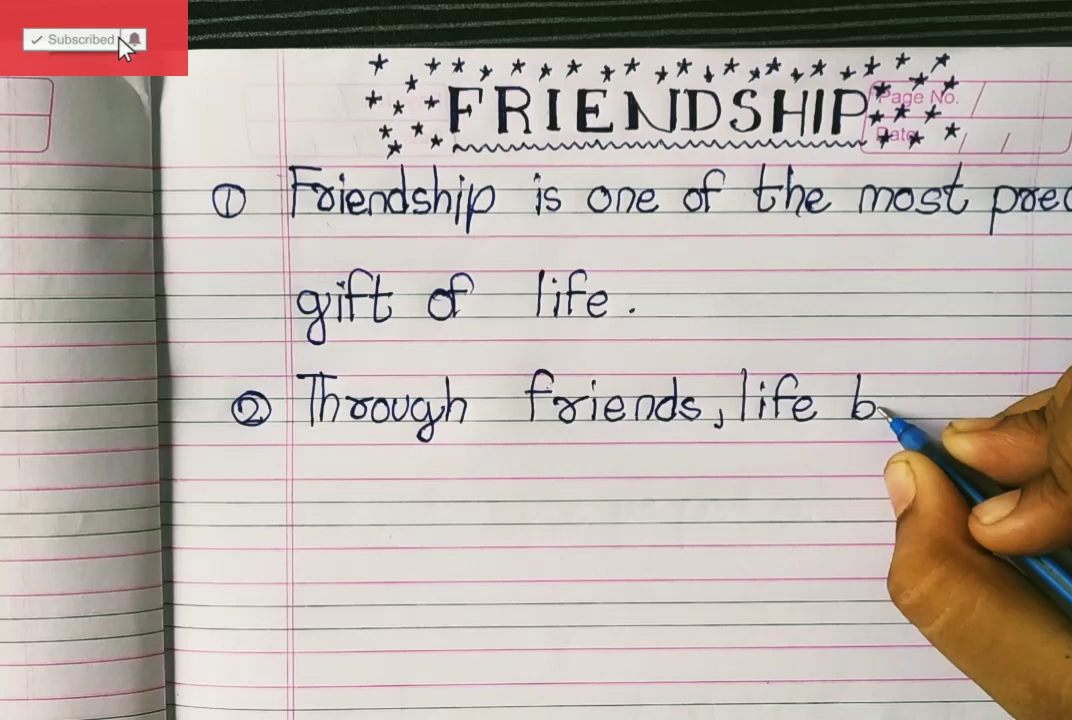 Subscribed
FRIENDSHIP
Page No.
Date
① Friendship is one of the most prec
gift of life.
② Through friends, life b